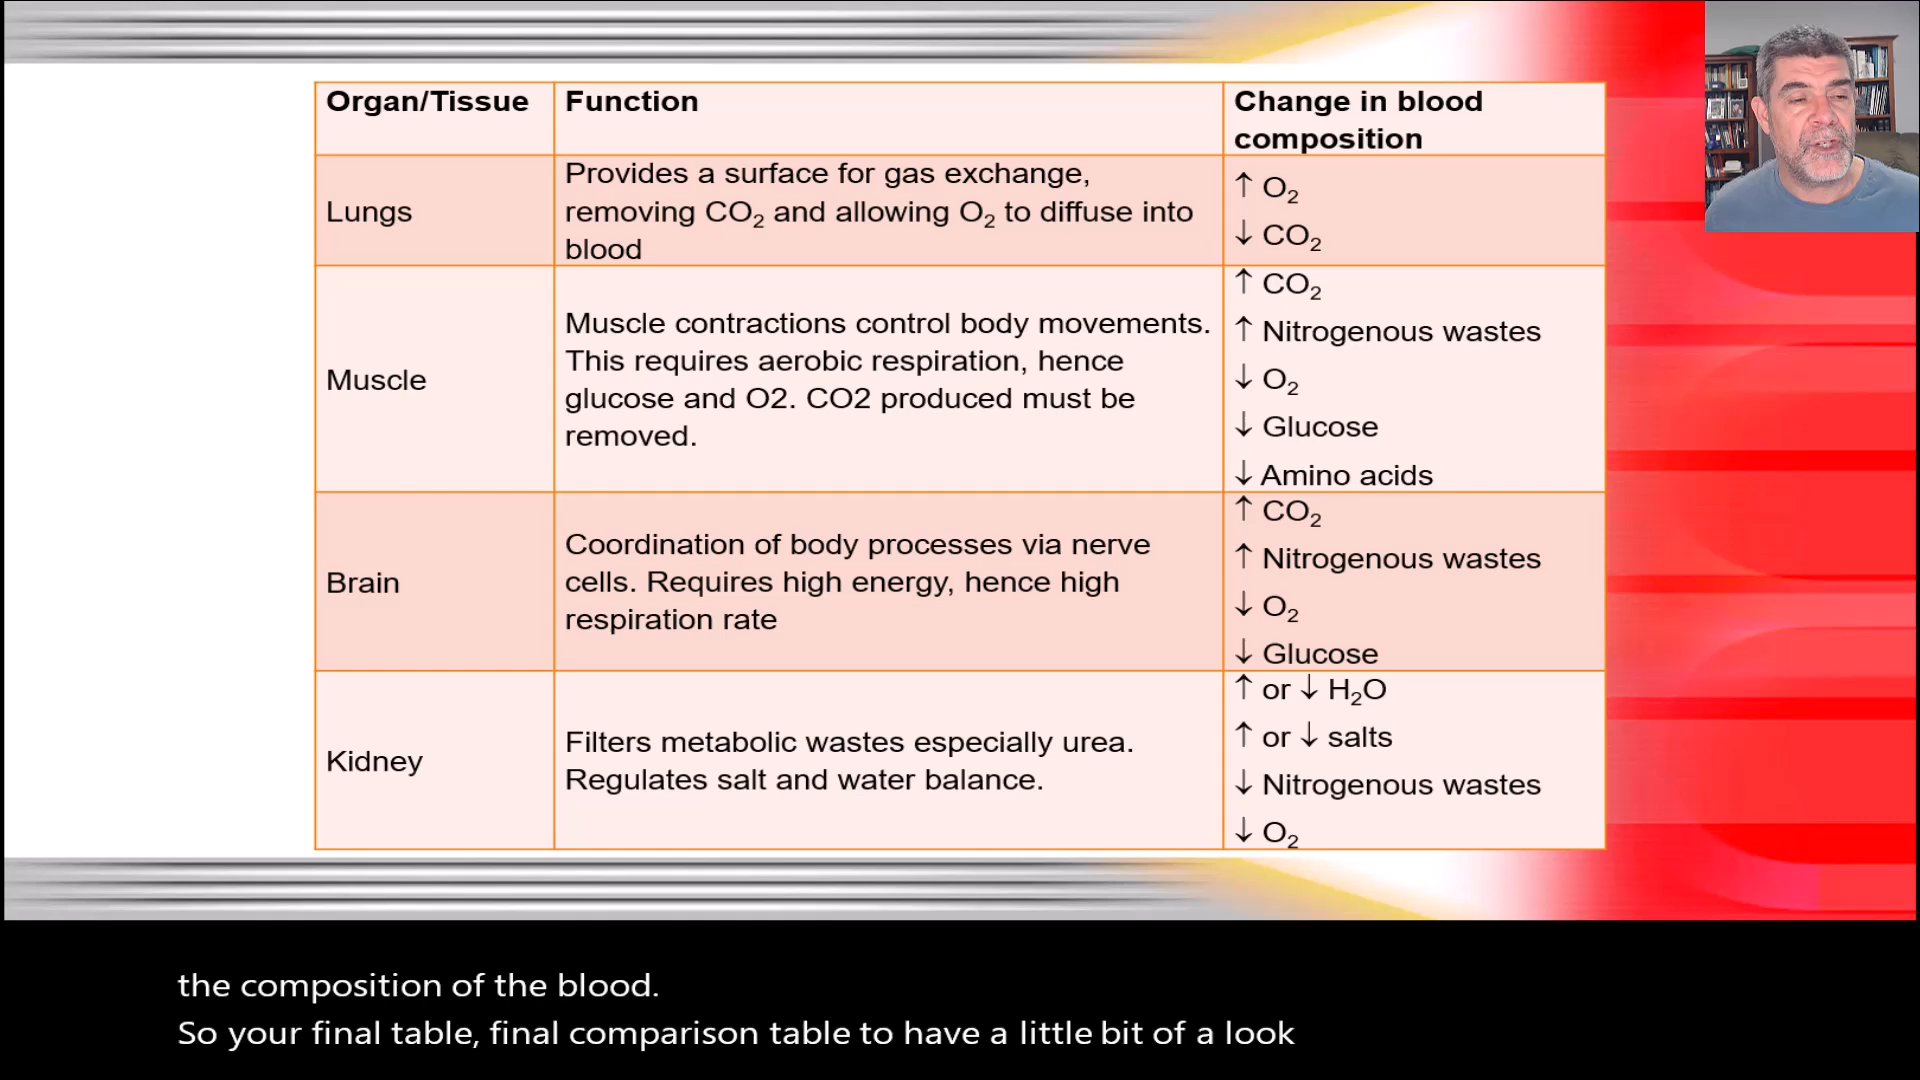 Organ/Tissue
Function
Change in blood
composition
Lungs
Provides a surface for gas exchange,
removing CO₂ and allowing O₂ to diffuse into
blood
↑ O₂
↓ CO₂
Muscle
Muscle contractions control body movements.
This requires aerobic respiration, hence
glucose and O2. CO2 produced must be
removed.
↑ CO₂
↑ Nitrogenous wastes
↓ O₂
↓ Glucose
↓ Amino acids
Brain
Coordination of body processes via nerve
cells. Requires high energy, hence high
respiration rate
↑ CO₂
↑ Nitrogenous wastes
↓ O₂
↓ Glucose
Kidney
Filters metabolic wastes especially urea.
Regulates salt and water balance.
↑ or ↓ H₂O
↑ or ↓ salts
↓ Nitrogenous wastes
↓ O₂
the composition of the blood.
So your final table, final comparison table to have a little bit of a look